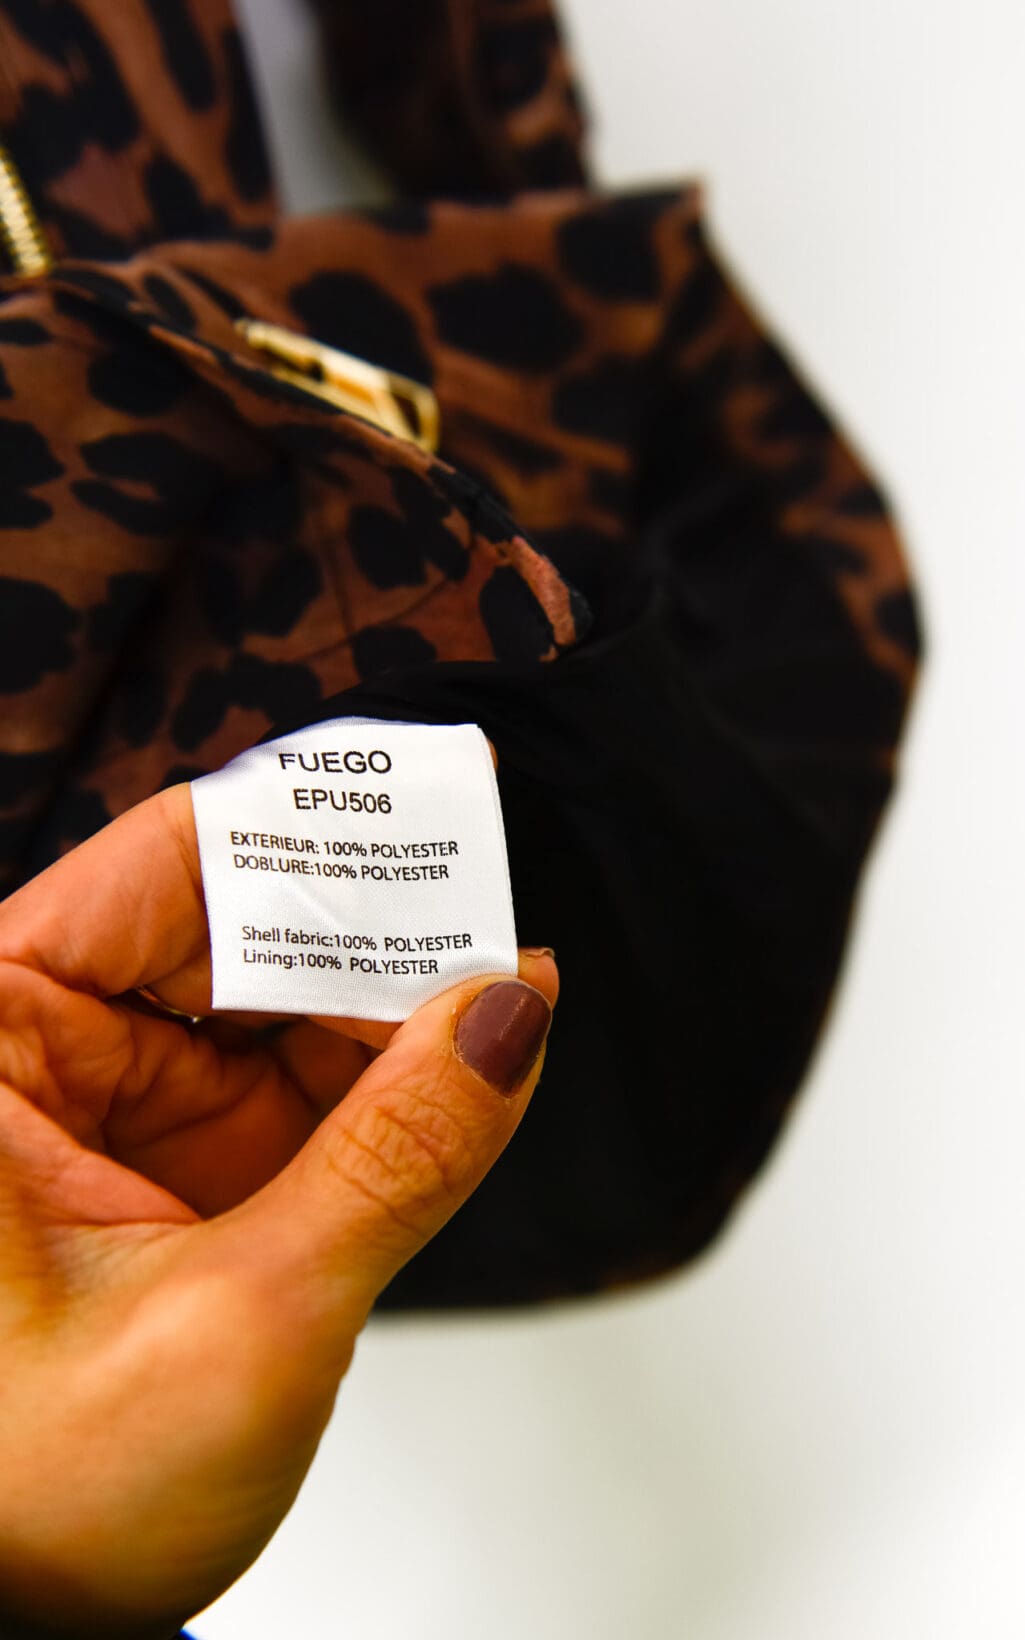 FUEGO
EPU506
EXTERIEUR: 100% POLYESTER
DOBLURE:100% POLYESTER
Shell fabric:100% POLYESTER
Lining:100% POLYESTER